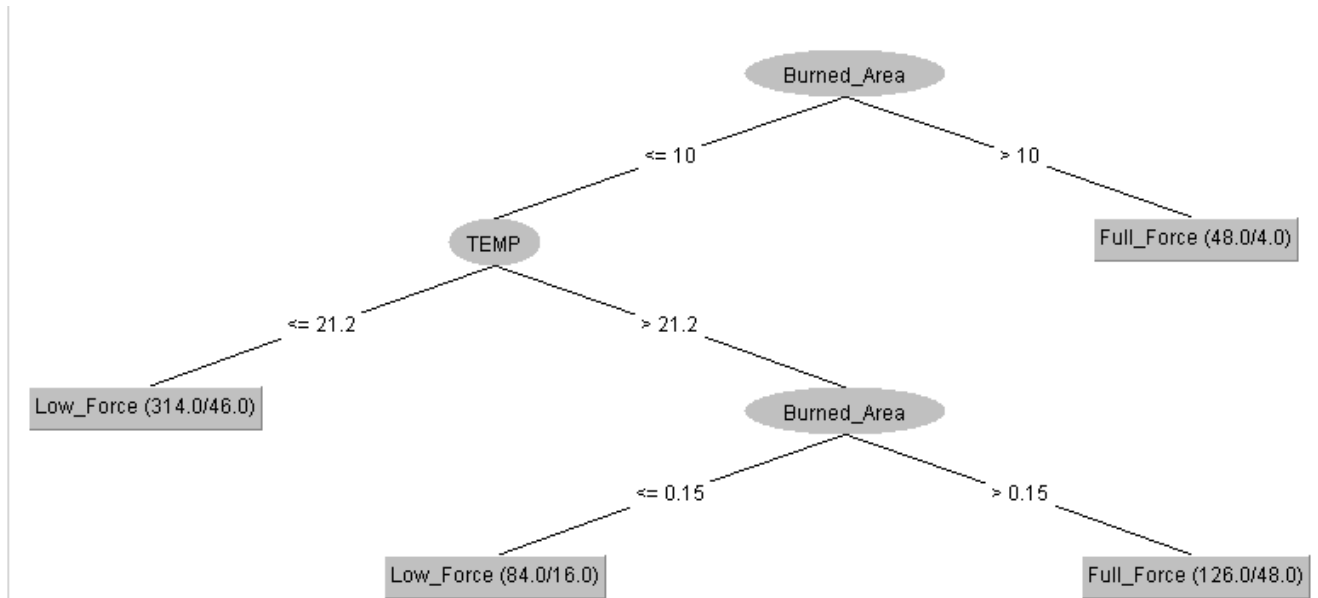 Burned_Area
<= 10
> 10
TEMP
Full_Force (48.0/4.0)
<= 21.2
> 21.2
Low_Force (314.0/46.0)
Burned_Area
<= 0.15
> 0.15
Low_Force (84.0/16.0)
Full_Force (126.0/48.0)